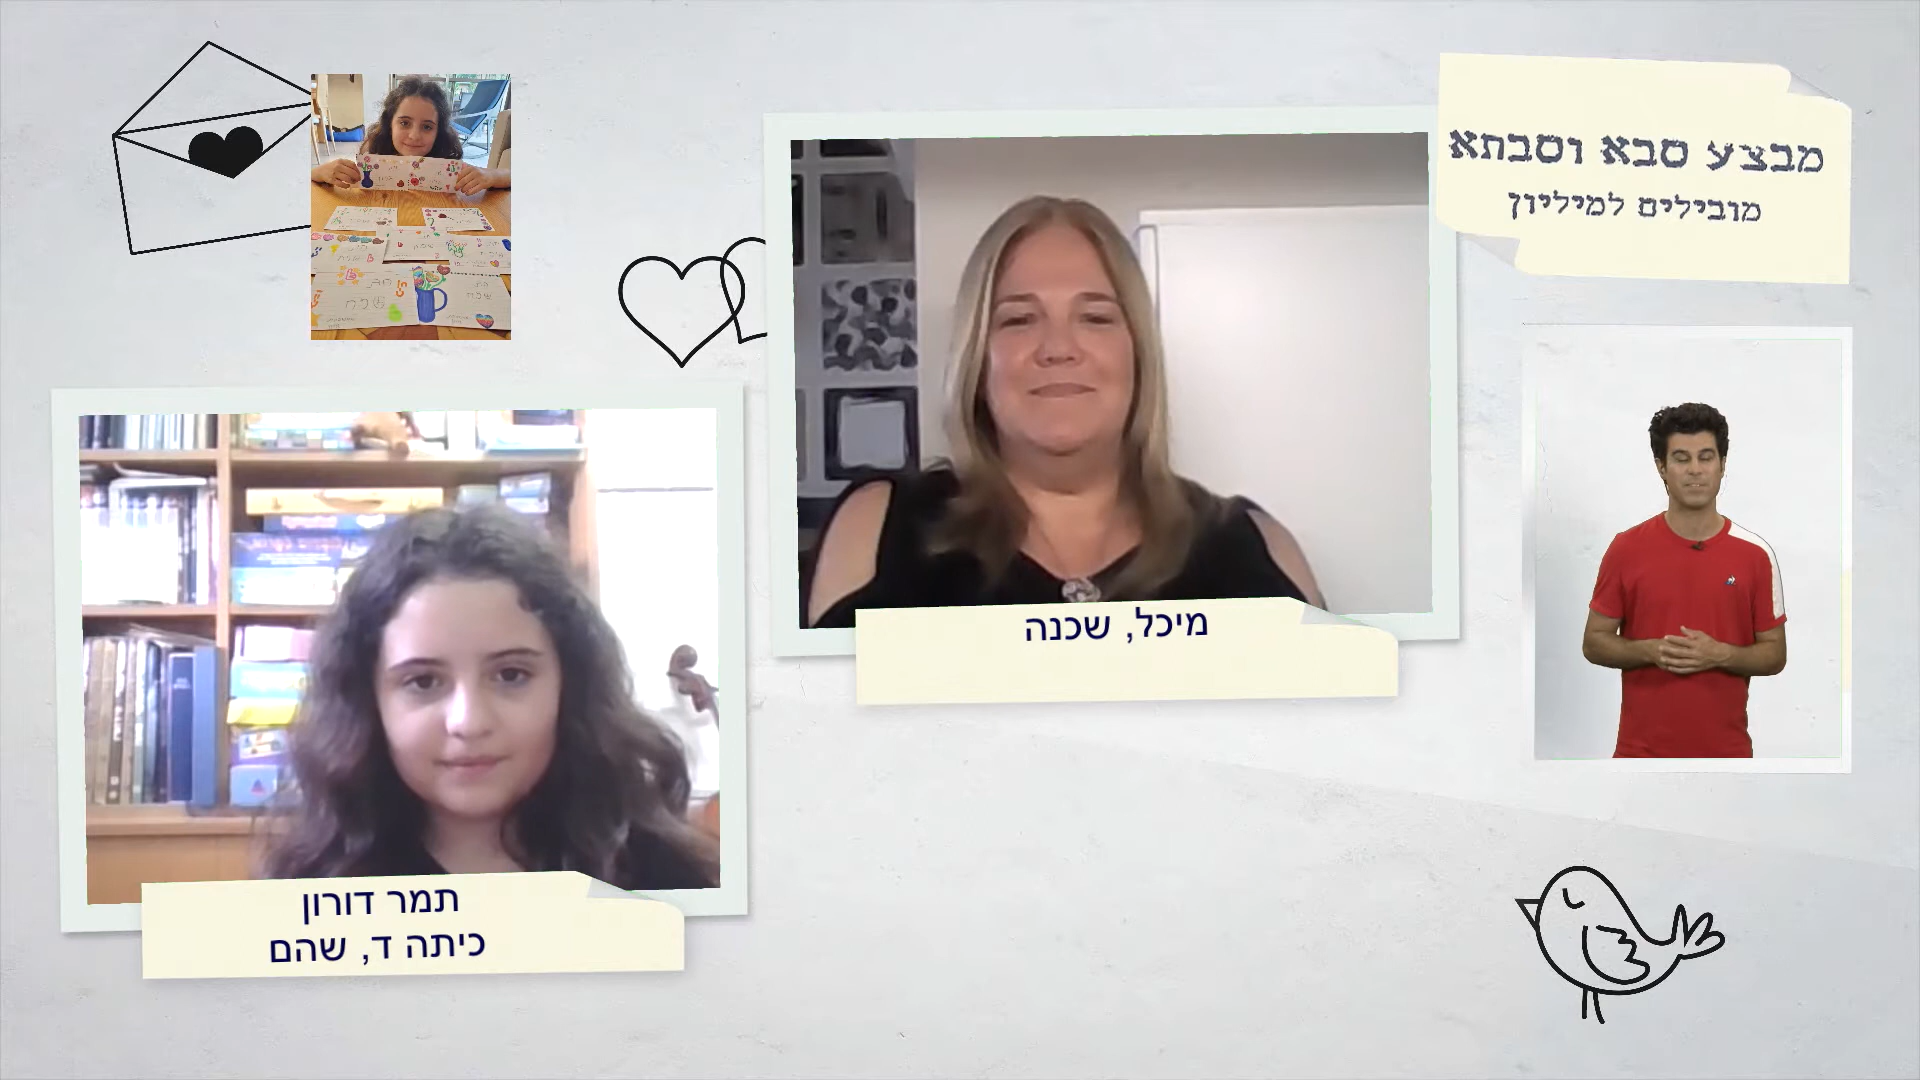 מבצע סבא וסבתא
מובילים למיליון
מיכל, שכנה
תמר דורון
כיתה ד, שהם